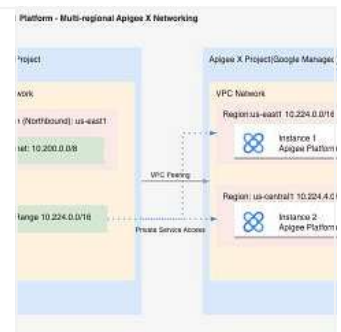 Platform - Multi-regional Apigee X Networking
Project
Apigee X Project(Google Managed
work
VPC Network
n (Northbound): us-east1
Region:us-east1 10.224.0.0/16
net: 10.200.0.0/8
Instance 1
Apigee Platform
VPC Peering
Region: us-central1 10.224.4.0
Range 10.224.0.0/16
Instance 2
Apigee Platform
Private Service Access